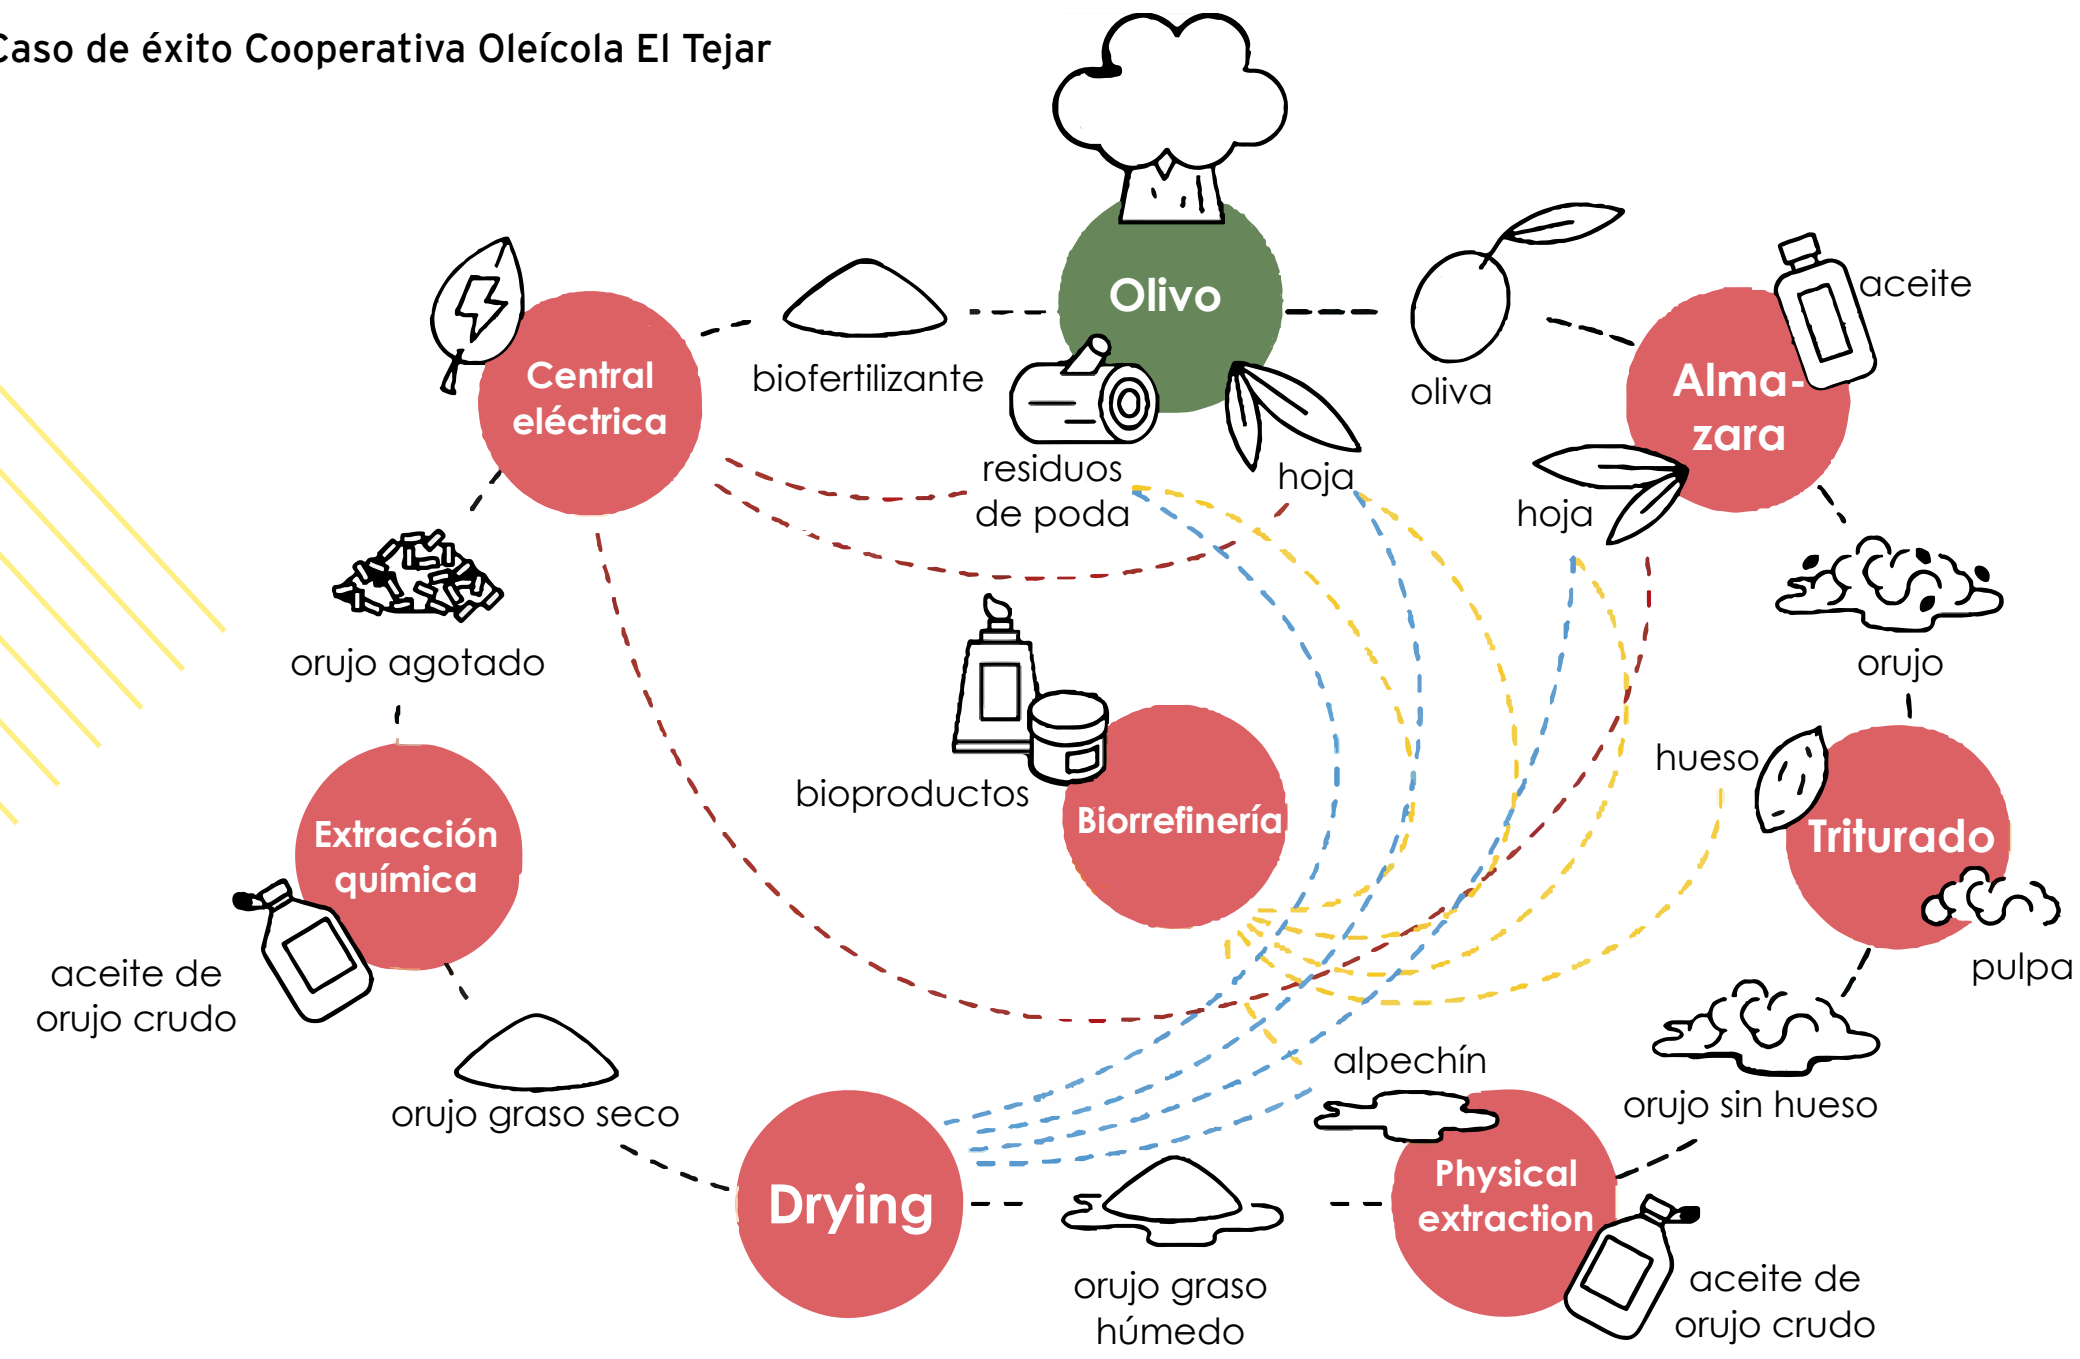 Caso de éxito Cooperativa Oleícola El Tejar
Olivo
aceite
Central
eléctrica
biofertilizante
oliva
Alma-
zara
residuos
de poda
hoja
hoja
orujo agotado
orujo
hueso
bioproductos
Biorrefinería
Triturado
Extracción
química
pulpa
aceite de
orujo crudo
alpechín
orujo graso seco
orujo sin hueso
Drying
Physical
extraction
orujo graso
húmedo
aceite de
orujo crudo